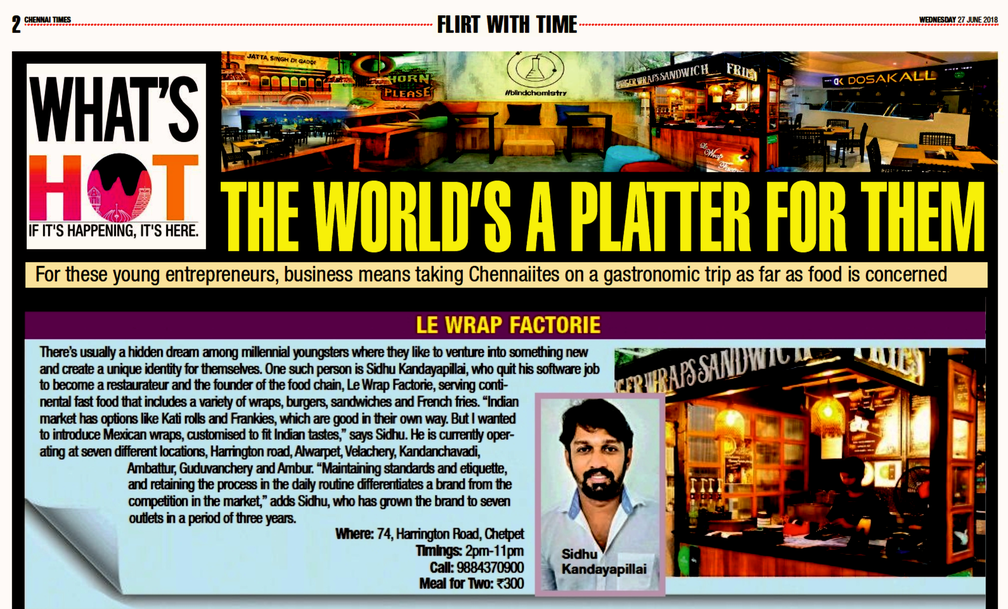 2 CHENNAI TIMES
FLIRT WITH TIME
WEDNESDAY 27 JUNE 2018
WHAT'S
HOT
IF IT'S HAPPENING, IT'S HERE.
JATTA, SINGH DI GADDI
HORN
PLEASE
#blindchemistry
WRAPS SANDWICH FRIES
DOSAKALL
THE WORLD'S A PLATTER FOR THEM
For these young entrepreneurs, business means taking Chennaiites on a gastronomic trip as far as food is concerned
LE WRAP FACTORIE
There's usually a hidden dream among millennial youngsters where they like to venture into something new
and create a unique identity for themselves. One such person is Sidhu Kandayapillai, who quit his software job
to become a restaurateur and the founder of the food chain, Le Wrap Factorie, serving conti-
nental fast food that includes a variety of wraps, burgers, sandwiches and French fries. "Indian
market has options like Kati rolls and Frankies, which are good in their own way. But I wanted
to introduce Mexican wraps, customised to fit Indian tastes," says Sidhu. He is currently oper-
ating at seven different locations, Harrington road, Alwarpet, Velachery, Kandanchavadi,
Ambattur, Guduvanchery and Ambur. "Maintaining standards and etiquette,
and retaining the process in the daily routine differentiates a brand from the
competition in the market," adds Sidhu, who has grown the brand to seven
outlets in a period of three years.
Where: 74, Harrington Road, Chetpet
Timings: 2pm-11pm
Call: 9884370900
Meal for Two: ₹300
Sidhu
Kandayapillai
WRAPS SANDWICH FRIES